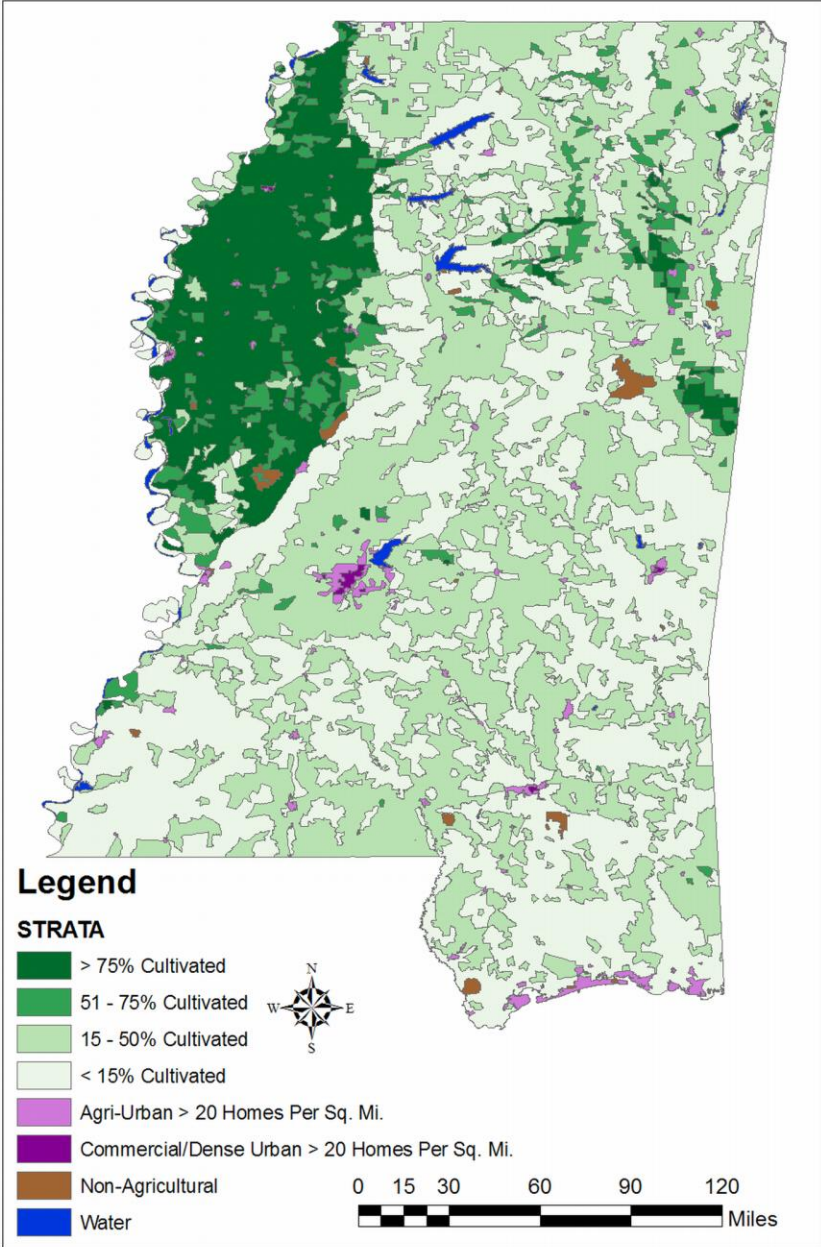 Legend
STRATA
> 75% Cultivated
51 - 75% Cultivated
15 - 50% Cultivated
< 15% Cultivated
Agri-Urban > 20 Homes Per Sq. Mi.
Commercial/Dense Urban > 20 Homes Per Sq. Mi.
Non-Agricultural
Water
N
W E
S
0 15 30 60 90 120
Miles